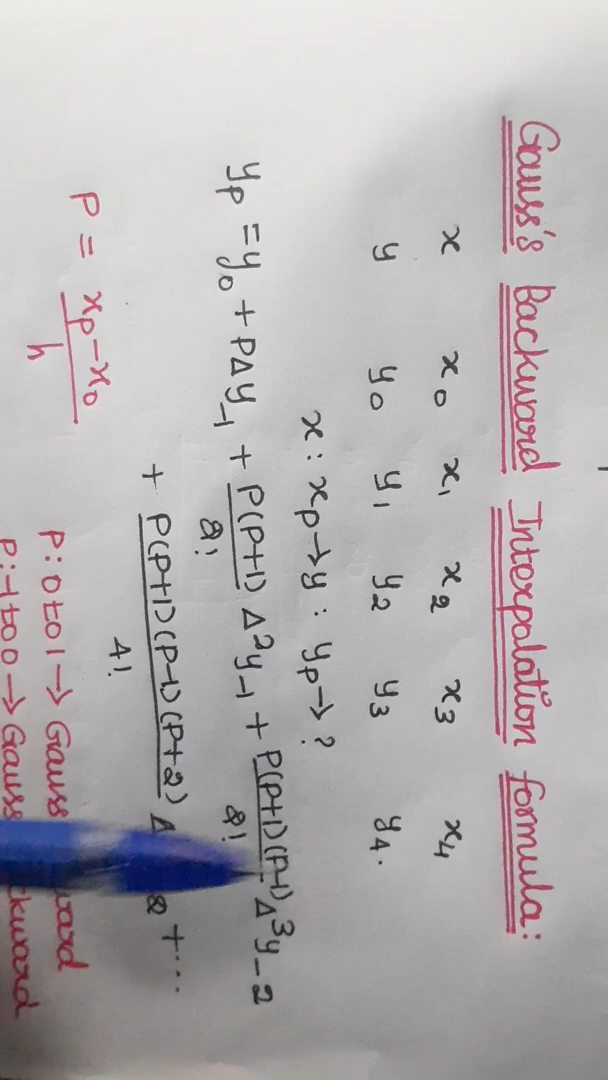 Gauss's Backward Interpolation formula:
x x₀ x₁ x₂ x₃ x₄
y y₀ y₁ y₂ y₃ y₄.
x : xₚ → y : yₚ → ?
yₚ = y₀ + PΔy₋₁ + P(P+1)/2! Δ²y₋₁ + P(P+1)(P-1)/3! Δ³y₋₂
+ P(P+1)(P-1)(P+2)/4! Δ 2 + ...
P = xₚ-x₀/h
P: 0 to 1 → Gauss
P: -1 to 0 → Gauss